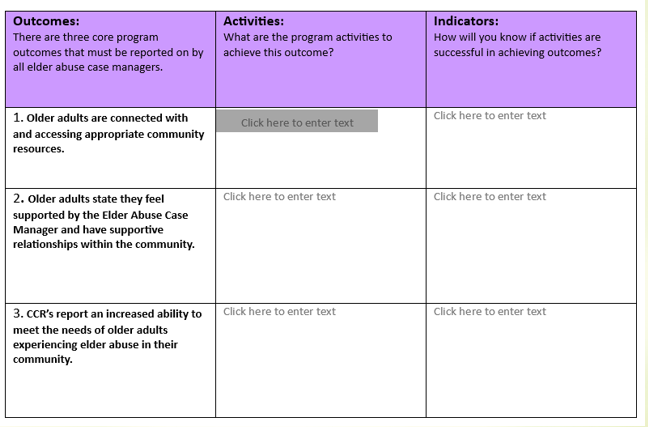 Outcomes:
There are three core program
outcomes that must be reported on by
all elder abuse case managers.
Activities:
What are the program activities to
achieve this outcome?
Indicators:
How will you know if activities are
successful in achieving outcomes?
1. Older adults are connected with
and accessing appropriate community
resources.
Click here to enter text
Click here to enter text
2. Older adults state they feel
supported by the Elder Abuse Case
Manager and have supportive
relationships within the community.
Click here to enter text
Click here to enter text
3. CCR's report an increased ability to
meet the needs of older adults
experiencing elder abuse in their
community.
Click here to enter text
Click here to enter text